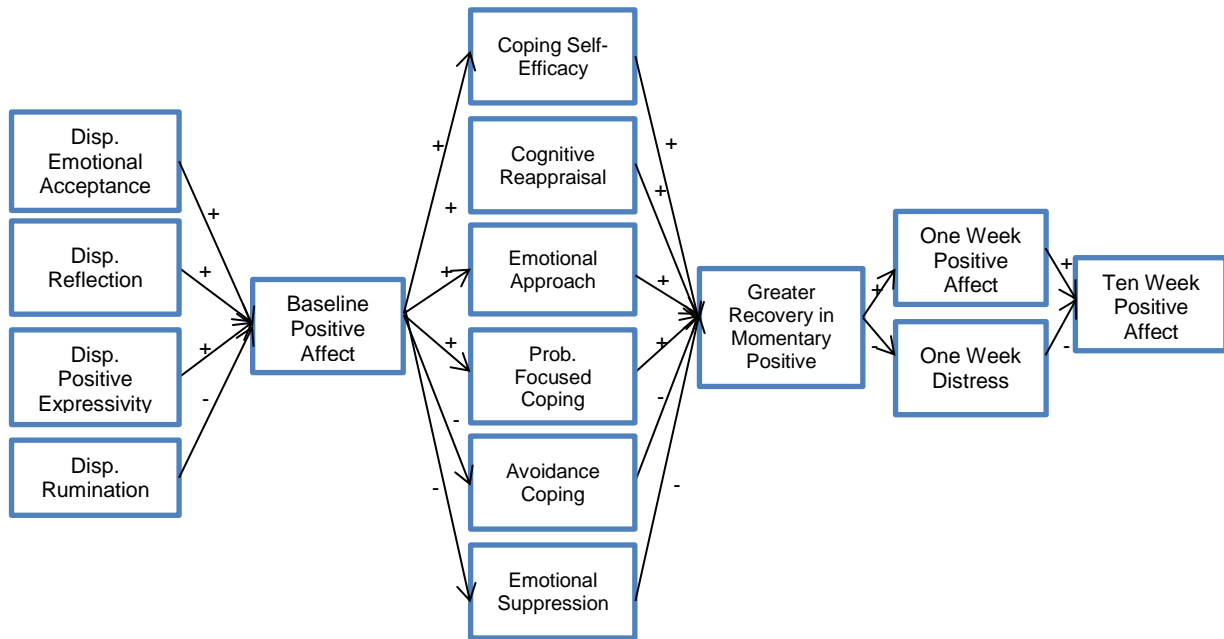 Disp.
Emotional
Acceptance
Disp.
Reflection
Disp.
Positive
Expressivity
Disp.
Rumination
+
+
+
-
Baseline
Positive
Affect
+
+
+
+
-
-
Coping Self-
Efficacy
Cognitive
Reappraisal
Emotional
Approach
Prob.
Focused
Coping
Avoidance
Coping
Emotional
Suppression
+
+
+
+
-
-
Greater
Recovery in
Momentary
Positive
+
-
One Week
Positive
Affect
One Week
Distress
+
-
Ten Week
Positive
Affect